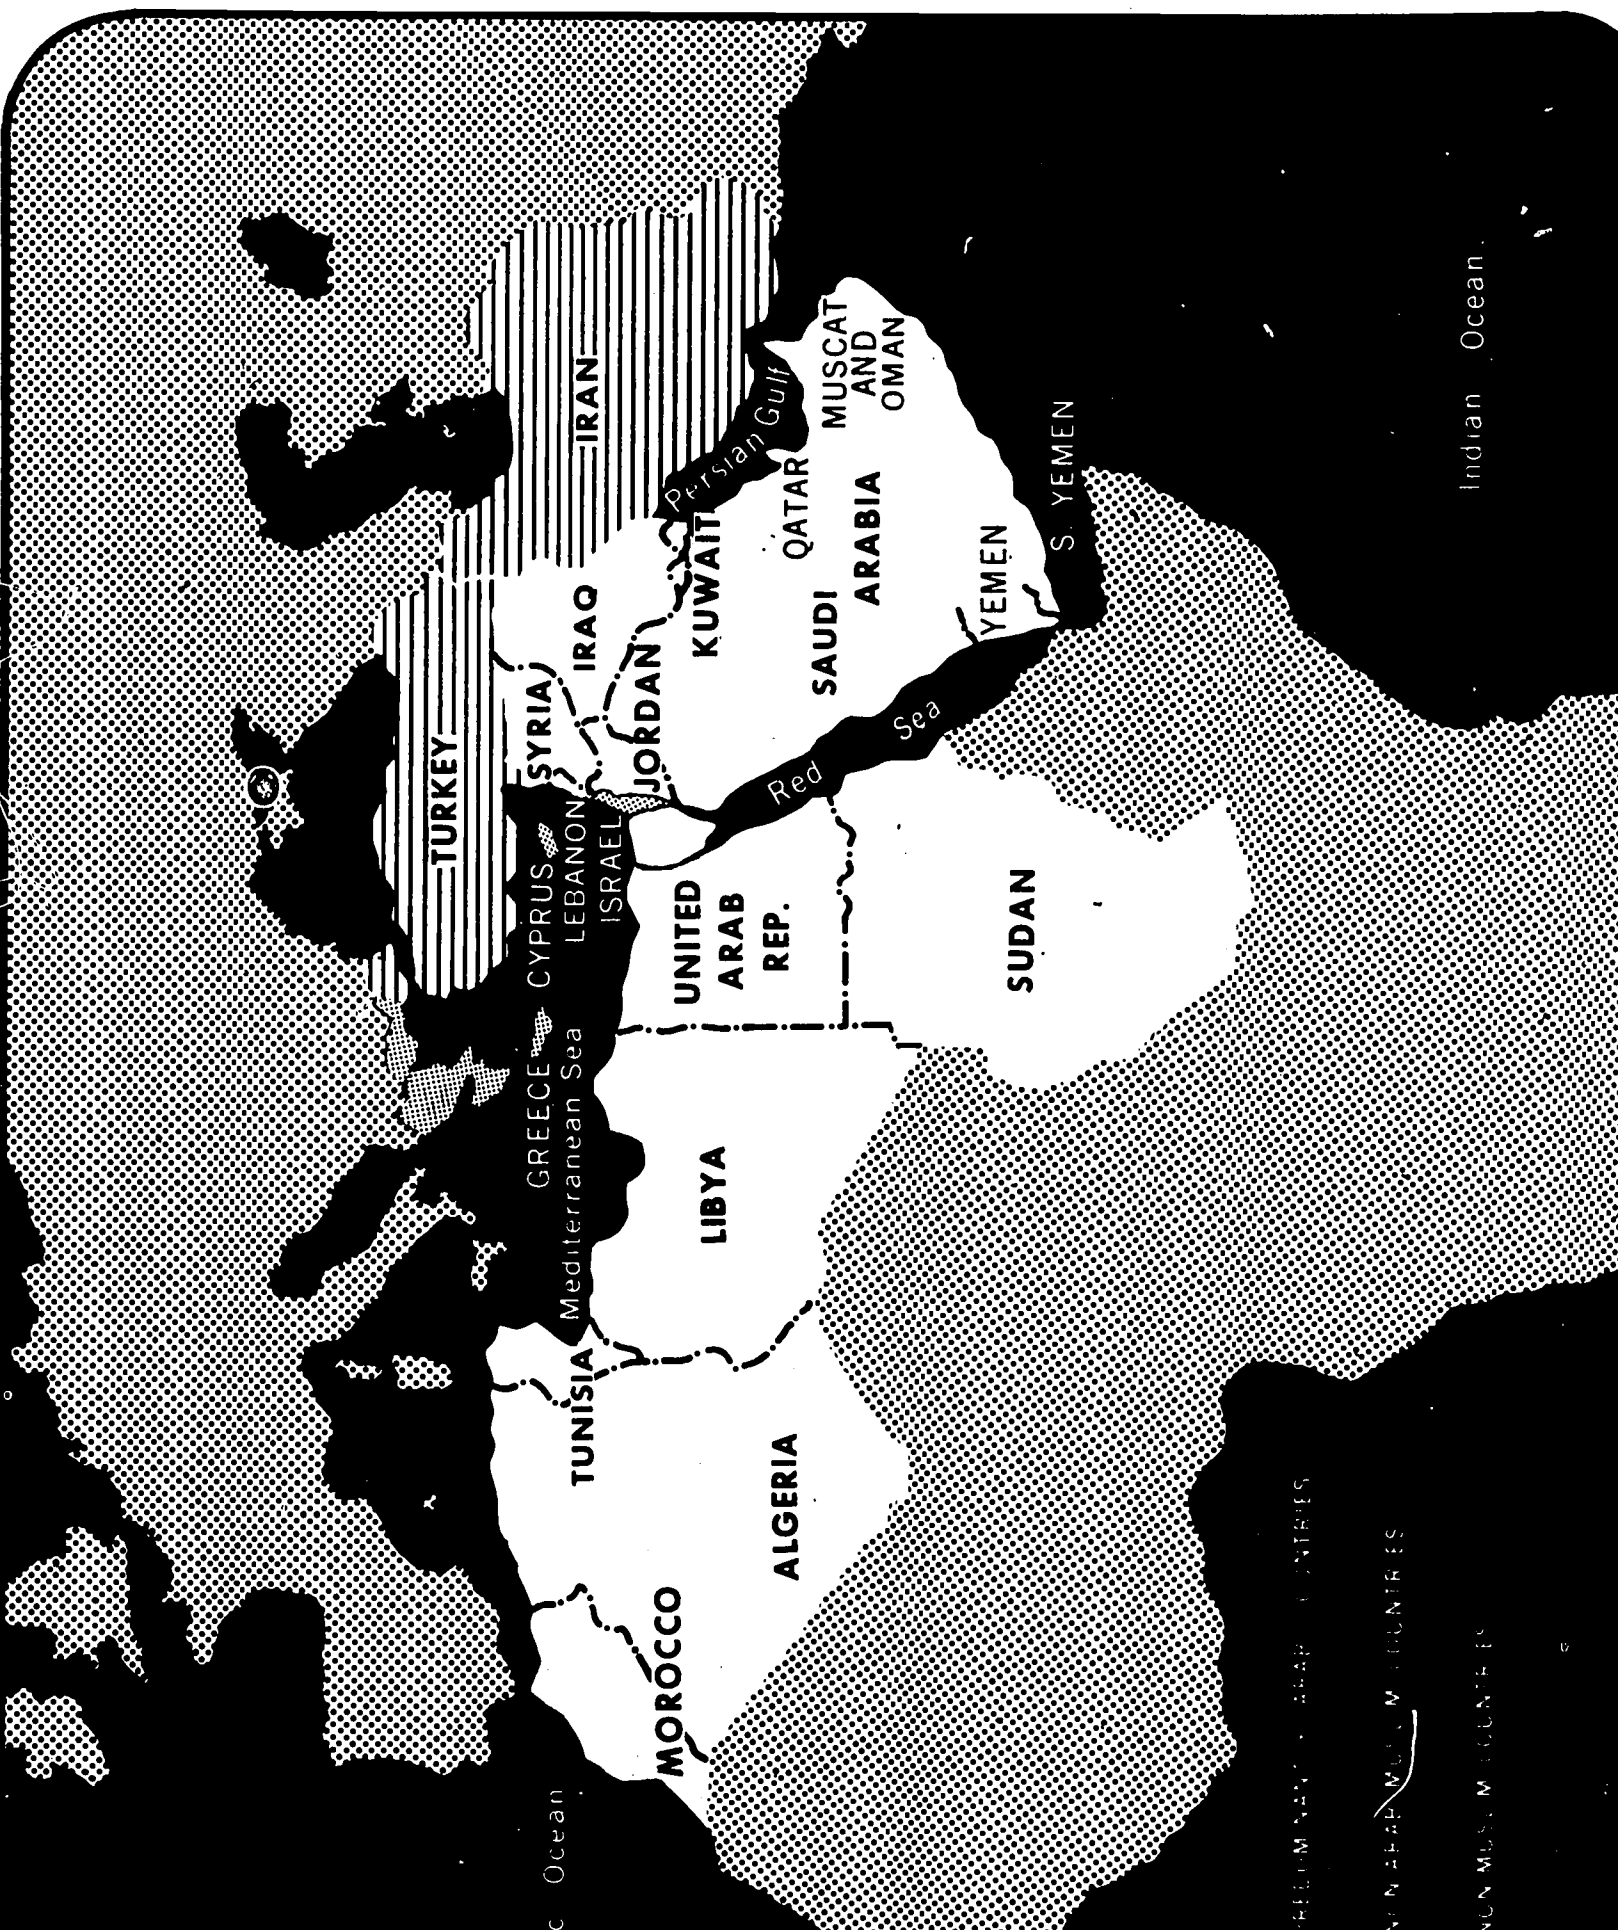 TURKEY
IRAN
GREECE
CYPRUS
SYRIA
Mediterranean Sea
LEBANON
IRAQ
TUNISIA
ISRAEL
JORDAN
Persian Gulf
MOROCCO
KUWAIT
LIBYA
UNITED
ARAB
REP.
ALGERIA
QATAR
SAUDI
ARABIA
MUSCAT
AND
OMAN
Red Sea
YEMEN
SUDAN
S. YEMEN
Ocean
Indian Ocean